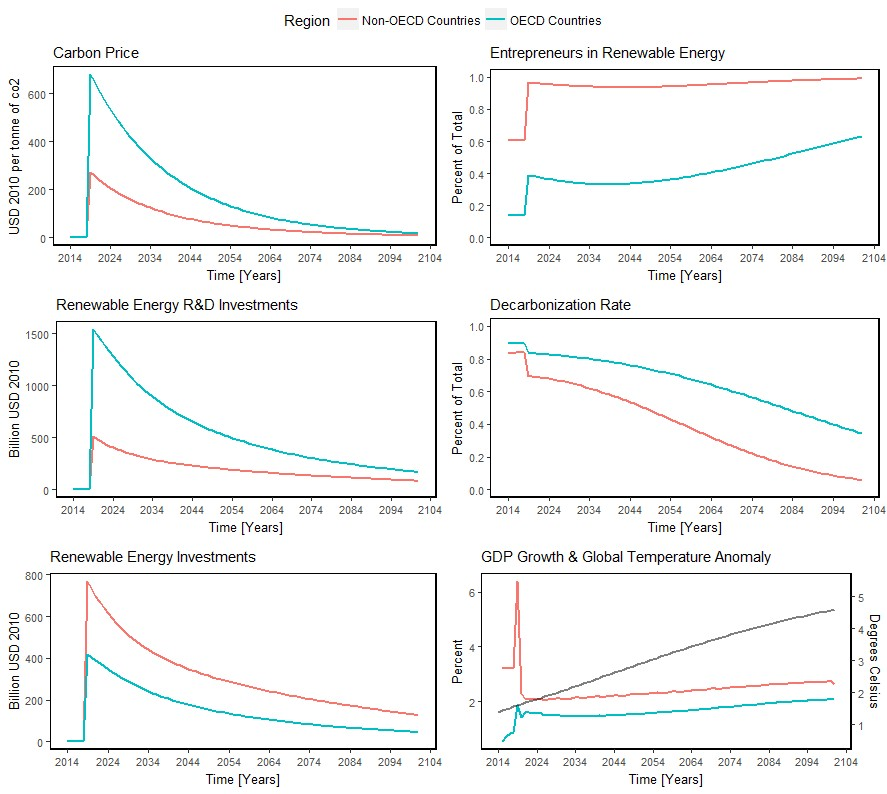 Region Non-OECD Countries OECD Countries
Carbon Price
USD 2010 per tonne of co2
600
400
200
0
2014 2024 2034 2044 2054 2064 2074 2084 2094 2104
Time [Years]
Entrepreneurs in Renewable Energy
Percent of Total
1.0
0.8
0.6
0.4
0.2
0.0
2014 2024 2034 2044 2054 2064 2074 2084 2094 2104
Time [Years]
Renewable Energy R&D Investments
Billion USD 2010
1500
1000
500
0
2014 2024 2034 2044 2054 2064 2074 2084 2094 2104
Time [Years]
Decarbonization Rate
Percent of Total
1.0
0.8
0.6
0.4
0.2
0.0
2014 2024 2034 2044 2054 2064 2074 2084 2094 2104
Time [Years]
Renewable Energy Investments
Billion USD 2010
800
600
400
200
0
2014 2024 2034 2044 2054 2064 2074 2084 2094 2104
Time [Years]
GDP Growth & Global Temperature Anomaly
Percent
6
4
2
5
4
3
2
1
Degrees Celsius
2014 2024 2034 2044 2054 2064 2074 2084 2094 2104
Time [Years]